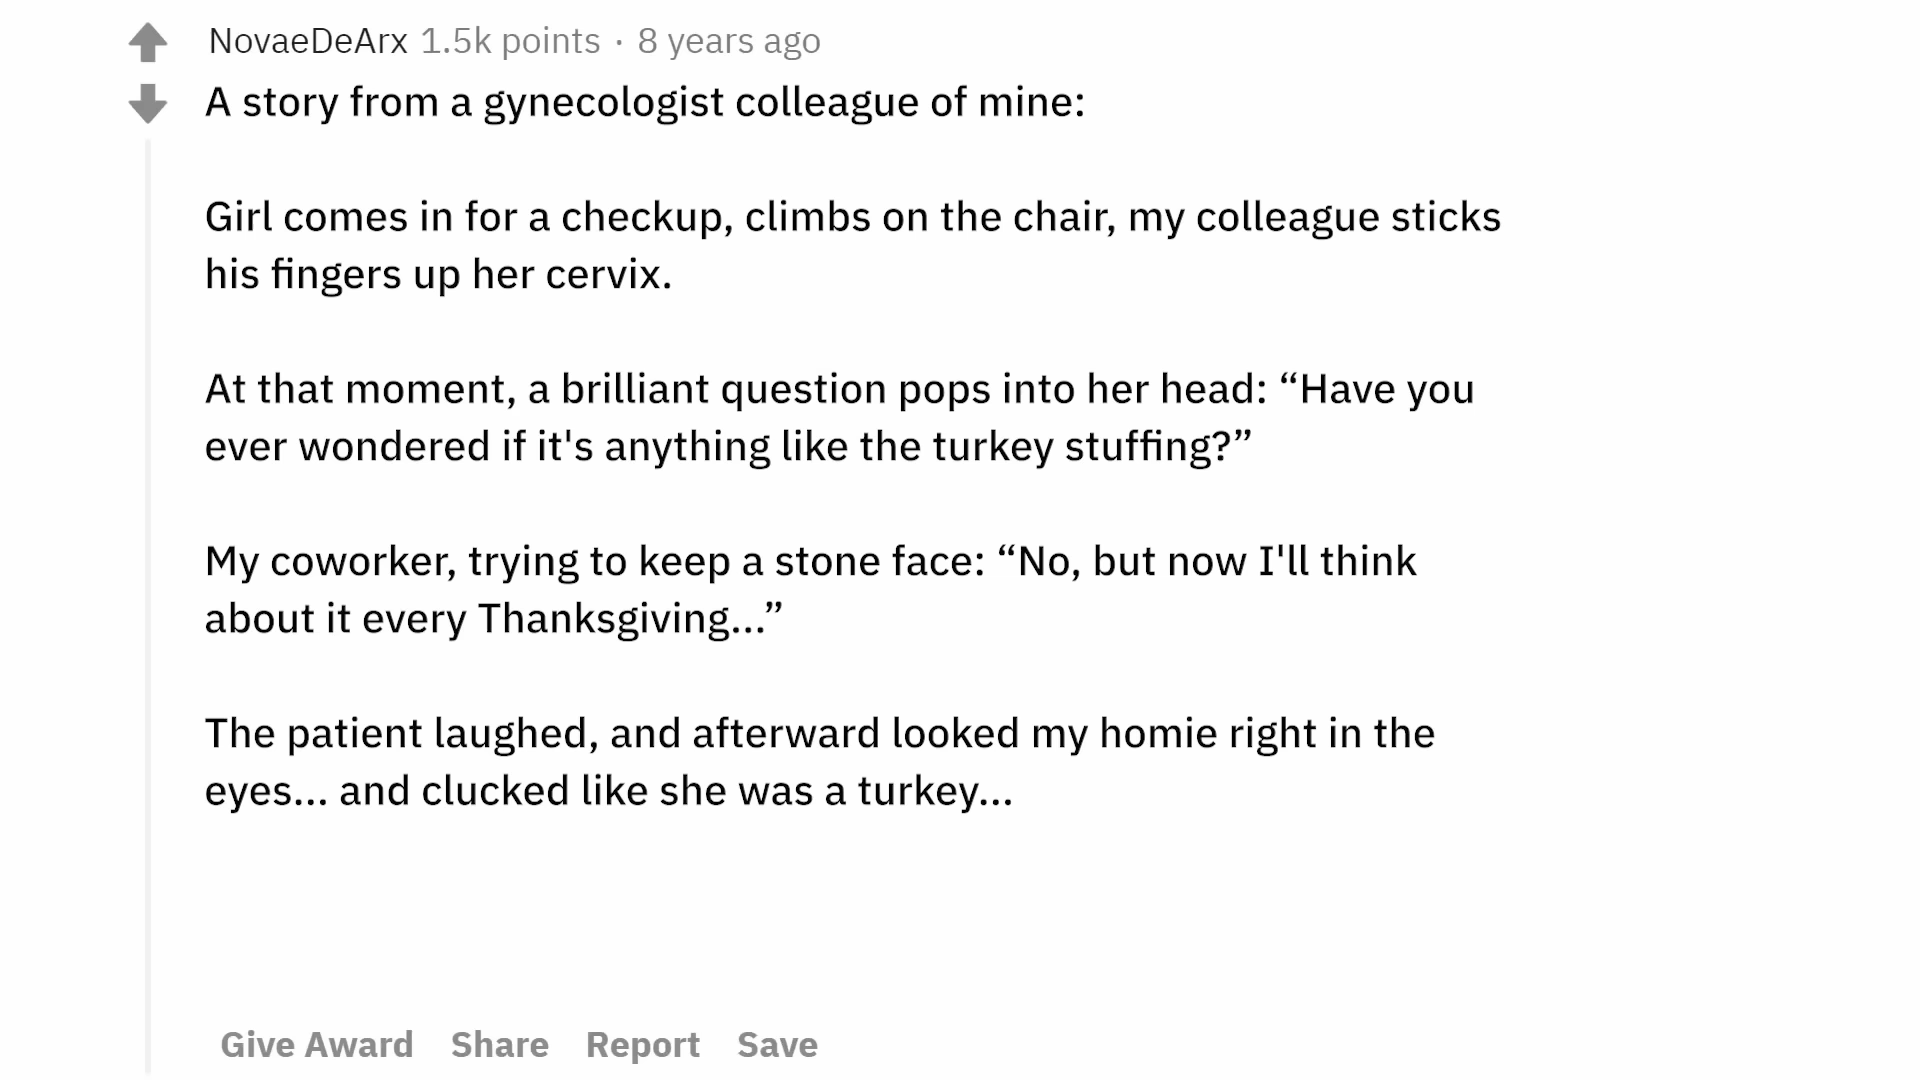 NovaeDeArx 1.5k points · 8 years ago
A story from a gynecologist colleague of mine:
Girl comes in for a checkup, climbs on the chair, my colleague sticks
his fingers up her cervix.
At that moment, a brilliant question pops into her head: “Have you
ever wondered if it's anything like the turkey stuffing?”
My coworker, trying to keep a stone face: “No, but now I'll think
about it every Thanksgiving...”
The patient laughed, and afterward looked my homie right in the
eyes... and clucked like she was a turkey...
Give Award Share Report Save